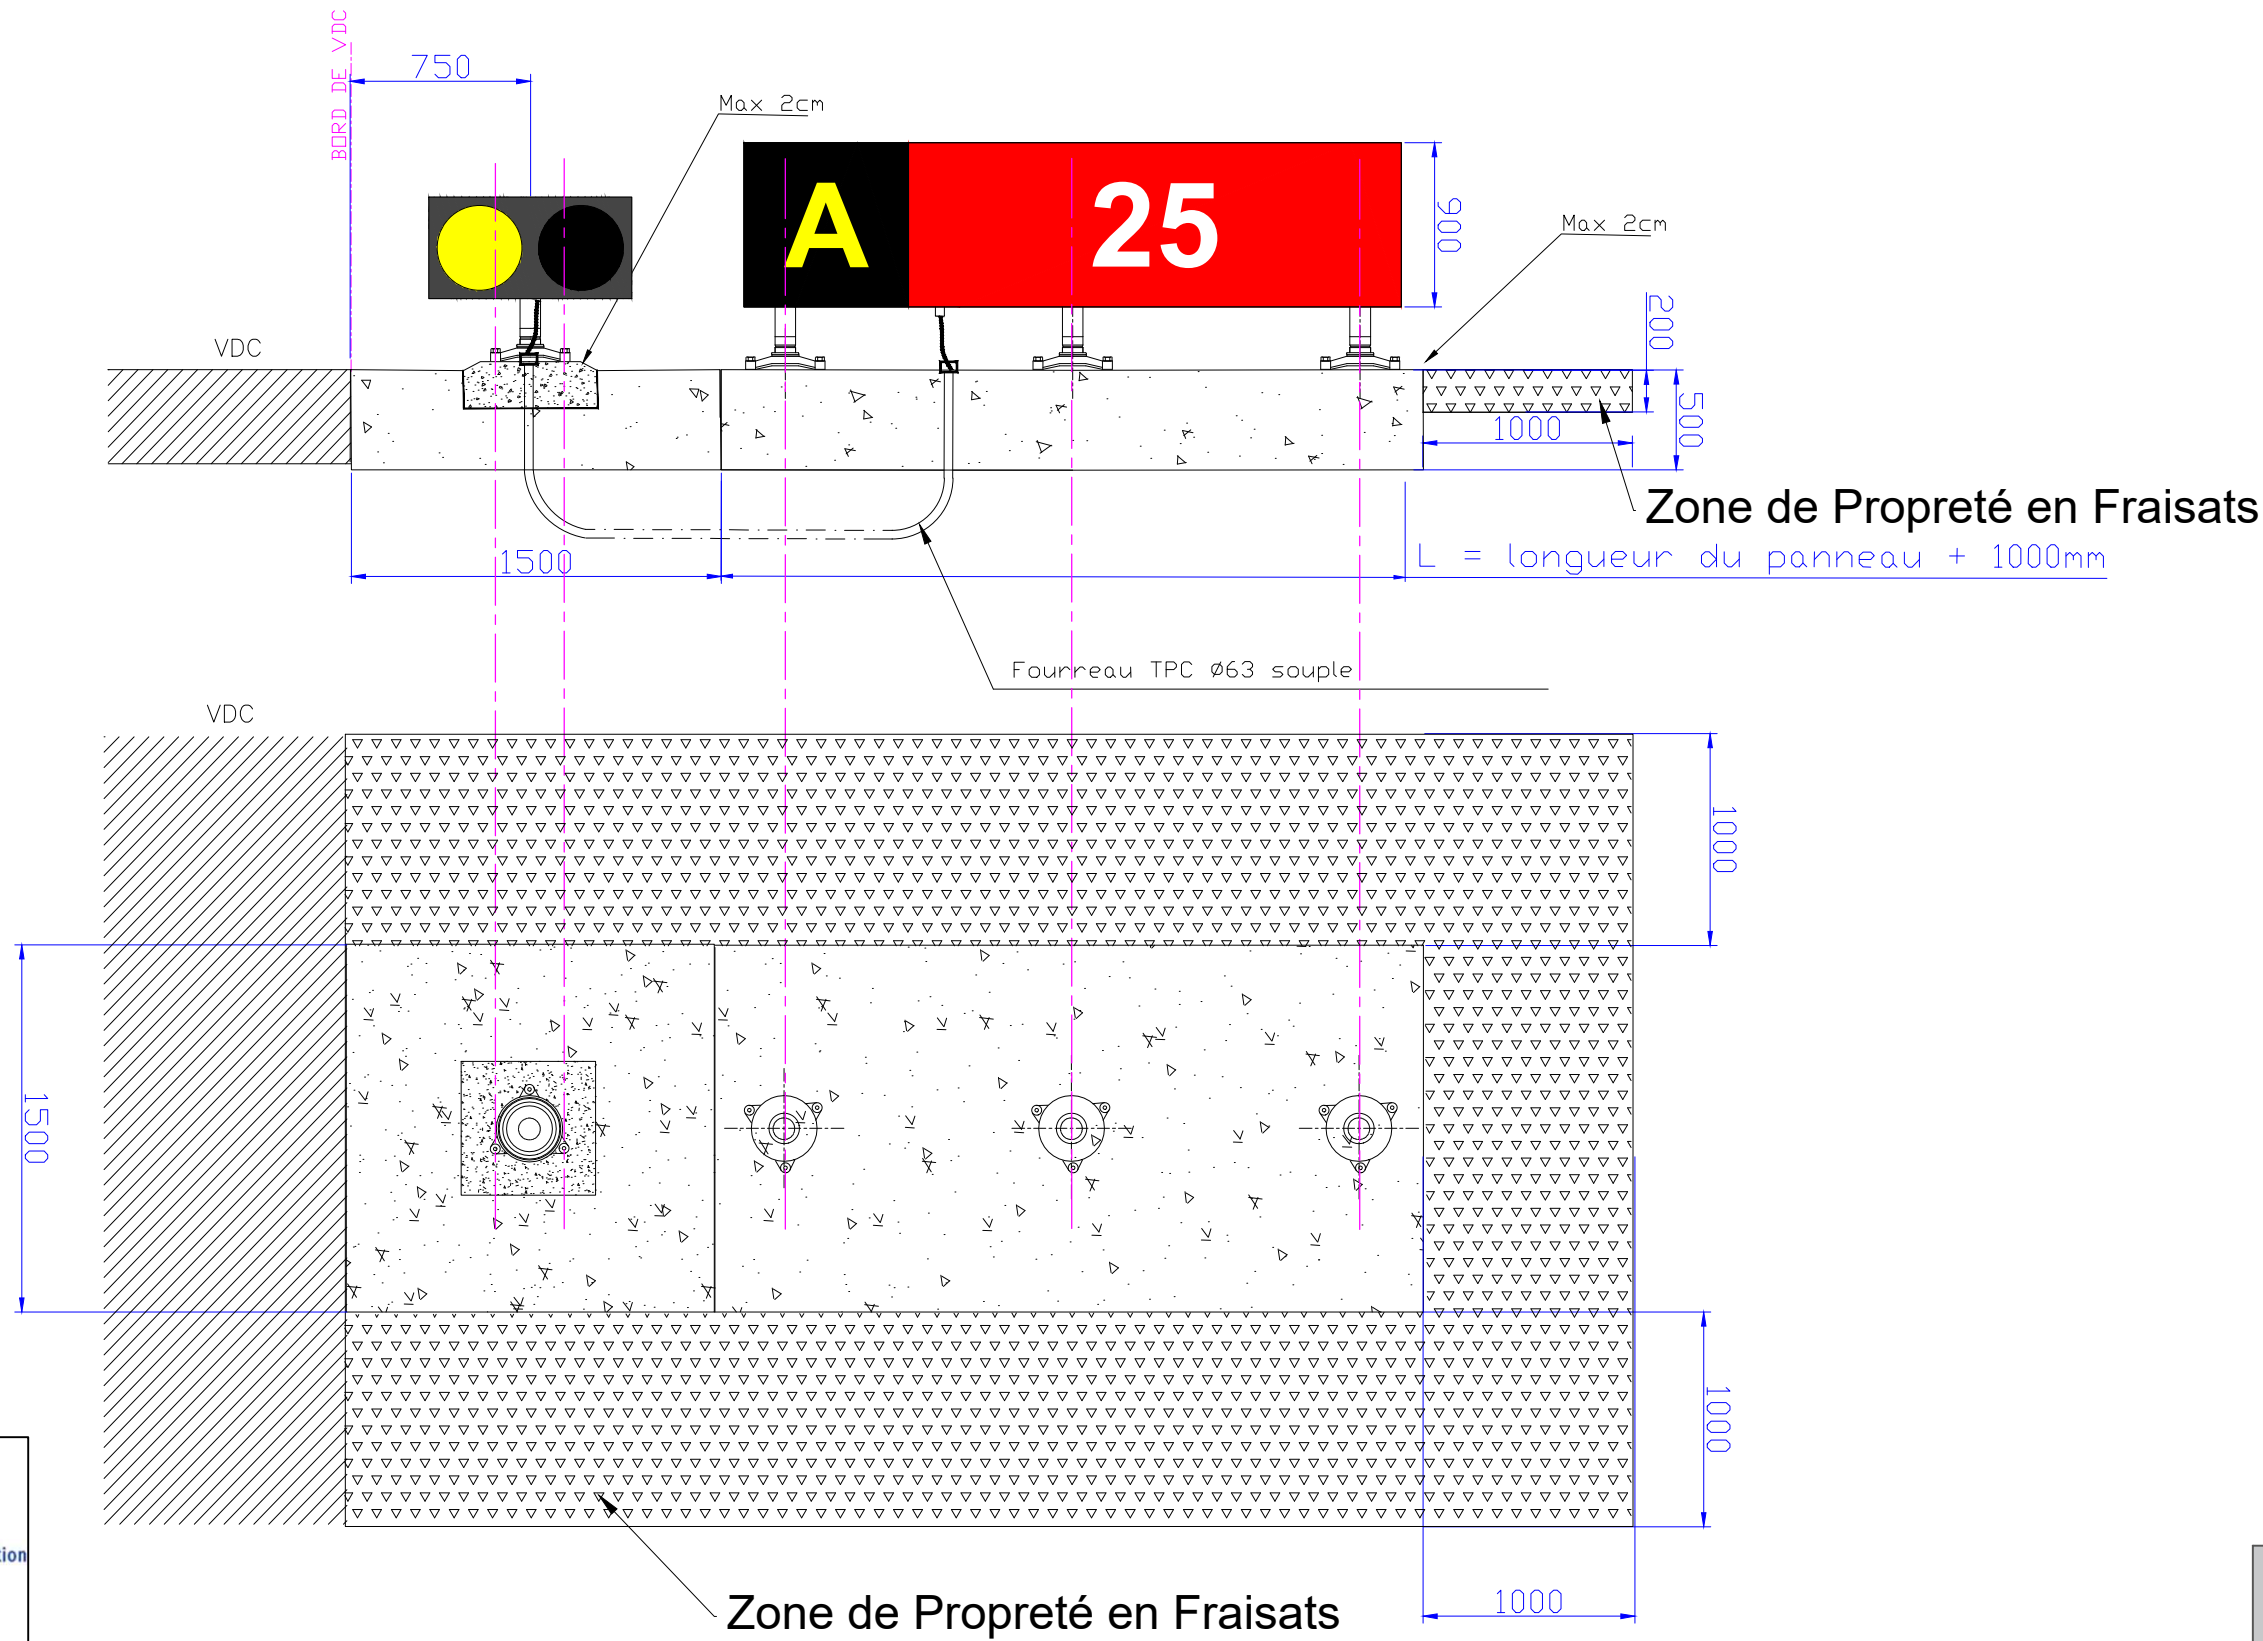 BORD DE VDC
750
Max 2cm
A 25
900
Max 2cm
200
VDC
500
1000
Zone de Propreté en Fraisats
1500
L = longueur du panneau + 1000mm
Fourreau TPC Ø63 souple
VDC
1000
1500
1000
tion
1000
Zone de Propreté en Fraisats